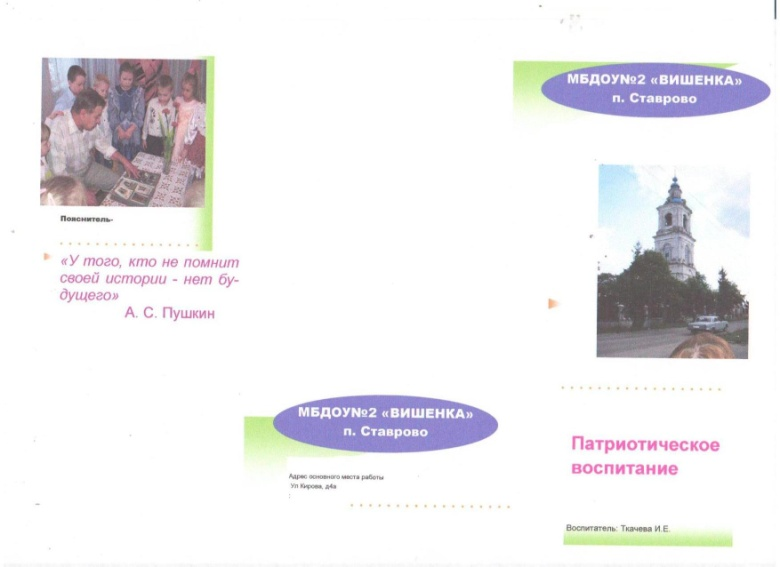 Пояснитель-
«У того, кто не помнит
своей истории - нет бу-
дущего»
А. С. Пушкин
МБДОУ№2 «ВИШЕНКА»
п. Ставрово
Адрес основного места работы
Ул Кирова, д4а
:
МБДОУ№2 «ВИШЕНКА»
п. Ставрово
Патриотическое
воспитание
Воспитатель: Ткачева И.Е.